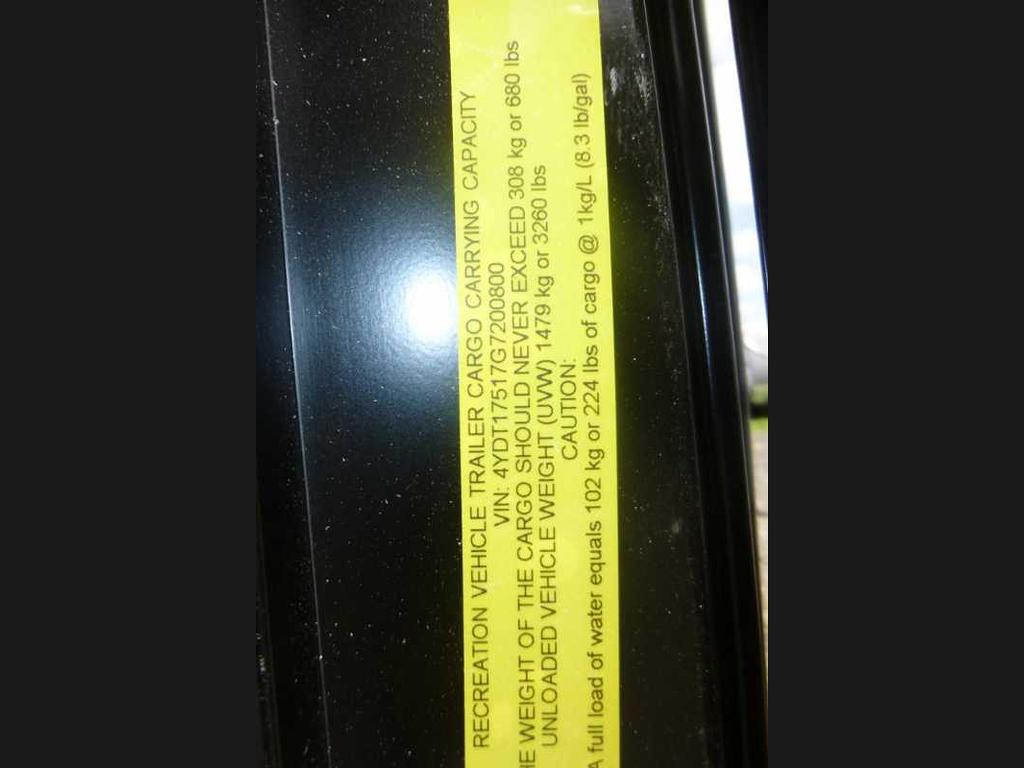 RECREATION VEHICLE TRAILER CARGO CARRYING CAPACITY
VIN: 4YDT17517G7200800
HE WEIGHT OF THE CARGO SHOULD NEVER EXCEED 308 kg or 680 lbs
UNLOADED VEHICLE WEIGHT (UVW) 1479 kg or 3260 lbs
CAUTION:
A full load of water equals 102 kg or 224 lbs of cargo @ 1kg/L (8.3 lb/gal)